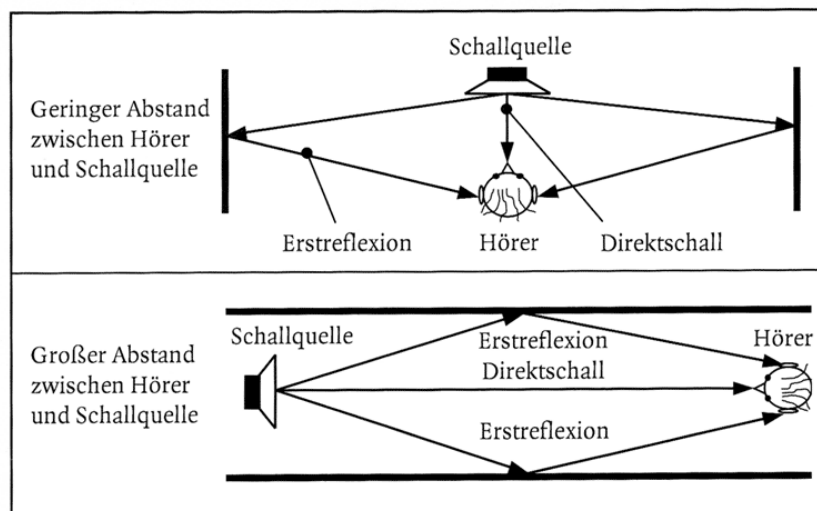 Schallquelle
Geringer Abstand
zwischen Hörer
und Schallquelle
Erstreflexion
Hörer
Direktschall
Schallquelle
Erstreflexion
Hörer
Großer Abstand
zwischen Hörer
und Schallquelle
Direktschall
Erstreflexion